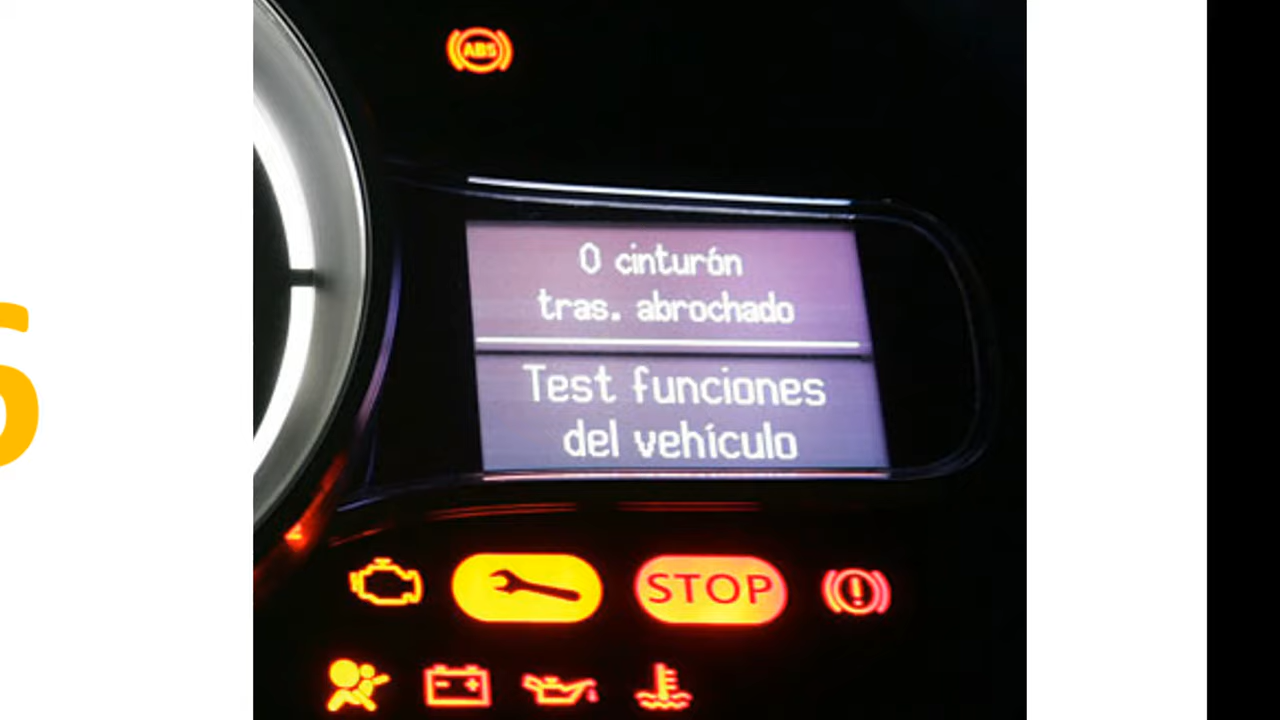 ABS
0 cinturón
tras. abrochado
Test funciones
del vehículo
STOP